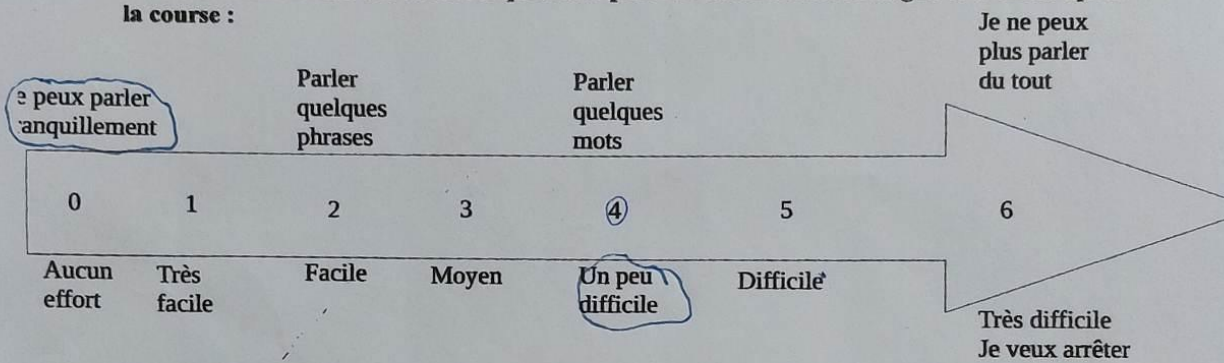 la course :
Je ne peux
plus parler
du tout
e peux parler
anquillement
Parler
quelques
phrases
Parler
quelques
mots
0 1 2 3 4 5 6
Aucun
effort
Très
facile
Facile
Moyen
Un peu
difficile
Difficile
Très difficile
Je veux arrêter